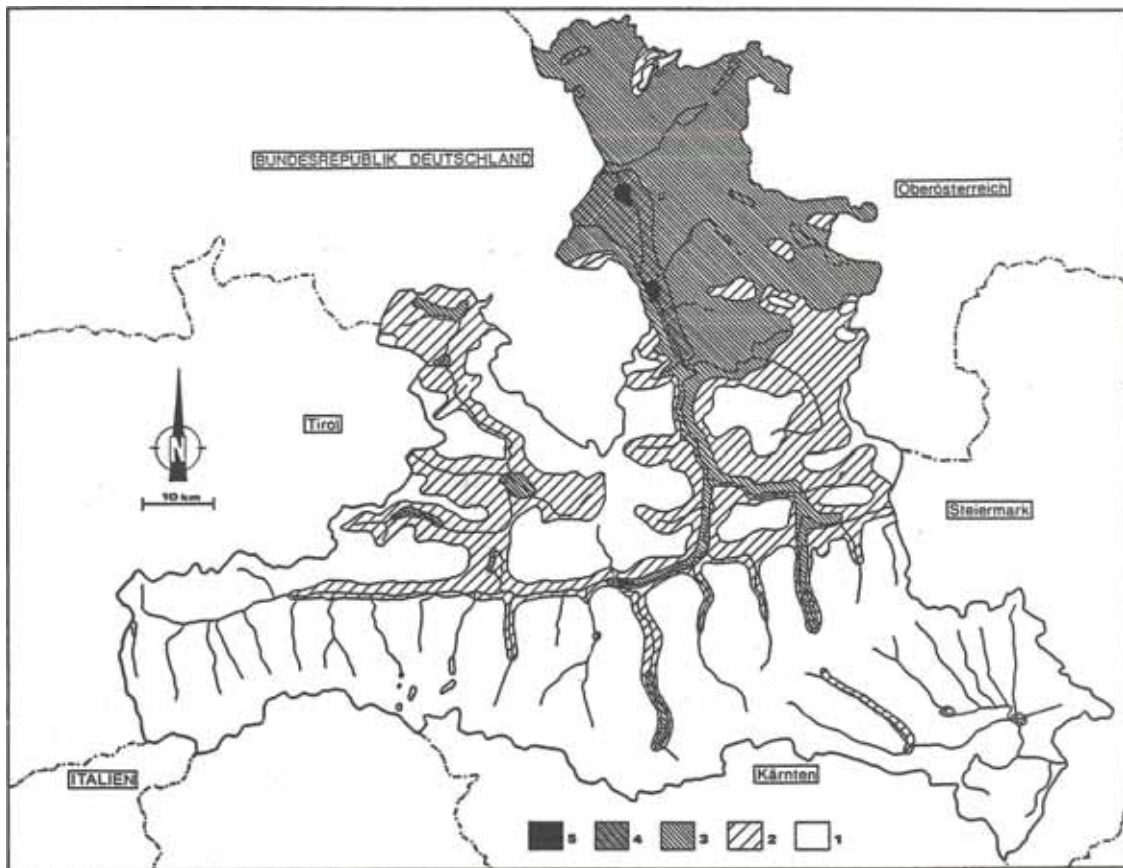 BUNDESREPUBLIK DEUTSCHLAND
Oberösterreich
Tirol
N
10 km
Steiermark
ITALIEN
Kärnten
5 4 3 2 1